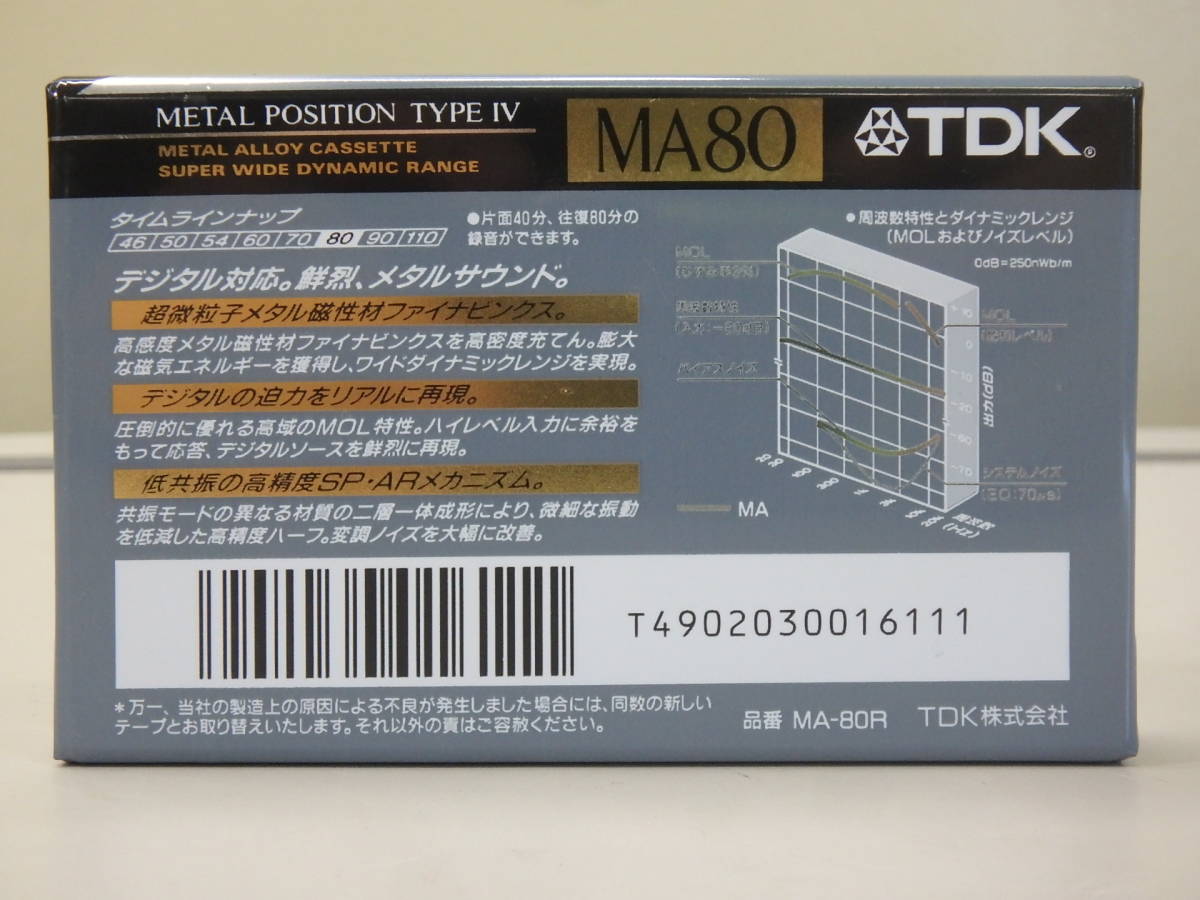 METAL POSITION TYPE IV
METAL ALLOY CASSETTE
SUPER WIDE DYNAMIC RANGE
MA80
TDK®
タイムラインナップ
46 50 54 60 70 80 90 110
●片面40分、往復80分の
録音ができます。
デジタル対応。鮮烈、メタルサウンド。
超微粒子メタル磁性材ファイナビンクス。
高感度メタル磁性材ファイナビンクスを高密度充てん。膨大
な磁気エネルギーを獲得し、ワイドダイナミックレンジを実現。
デジタルの迫力をリアルに再現。
圧倒的に優れる高域のMOL特性。ハイレベル入力に余裕を
もって応答、デジタルソースを鮮烈に再現。
低共振の高精度SP・ARメカニズム。
共振モードの異なる材質の二層一体成形により、微細な振動
を低減した高精度ハーフ。変調ノイズを大幅に改善。
●周波数特性とダイナミックレンジ
(MOLおよびノイズレベル)
0dB=250nWb/m
MOL
バイアスノイズ
MOL
システムノイズ
(EQ:70μs)
周波数
(Hz)
MA
T4902030016111
*万一、当社の製造上の原因による不良が発生しました場合には、同数の新しい
テープとお取り替えいたします。それ以外の責はご容赦ください。
品番 MA-80R TDK株式会社